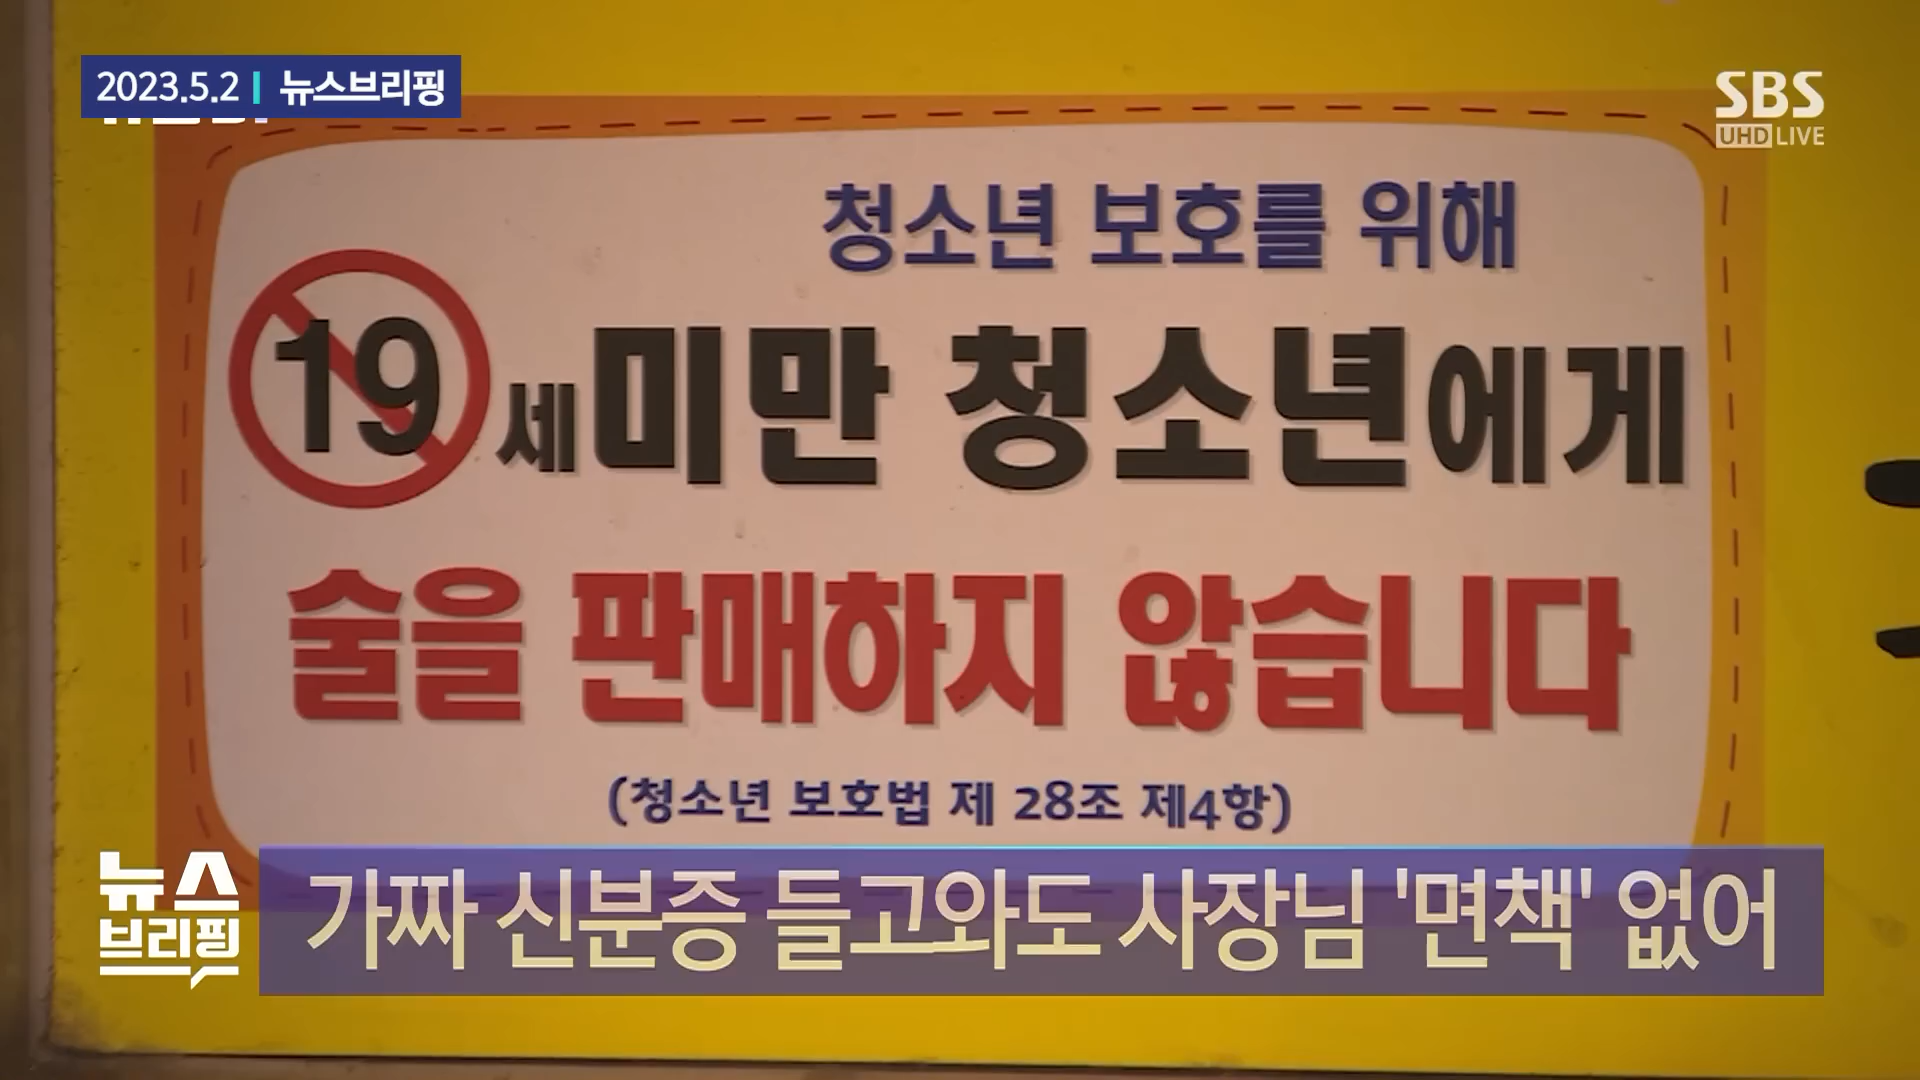 2023.5.2 | 뉴스브리핑
SBS
UHD LIVE
청소년 보호를 위해
19세미만 청소년에게
술을 판매하지 않습니다
(청소년 보호법 제 28조 제4항)
뉴스
브리핑
가짜 신분증 들고와도 사장님 '면책' 없어